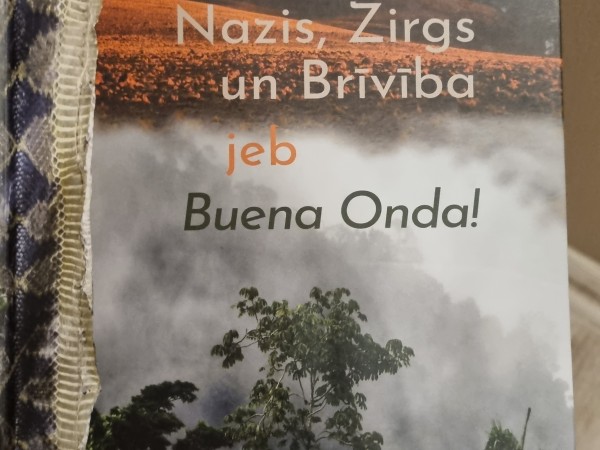 Nazis, Zirgs
un Brīvība
jeb
Buena Onda!